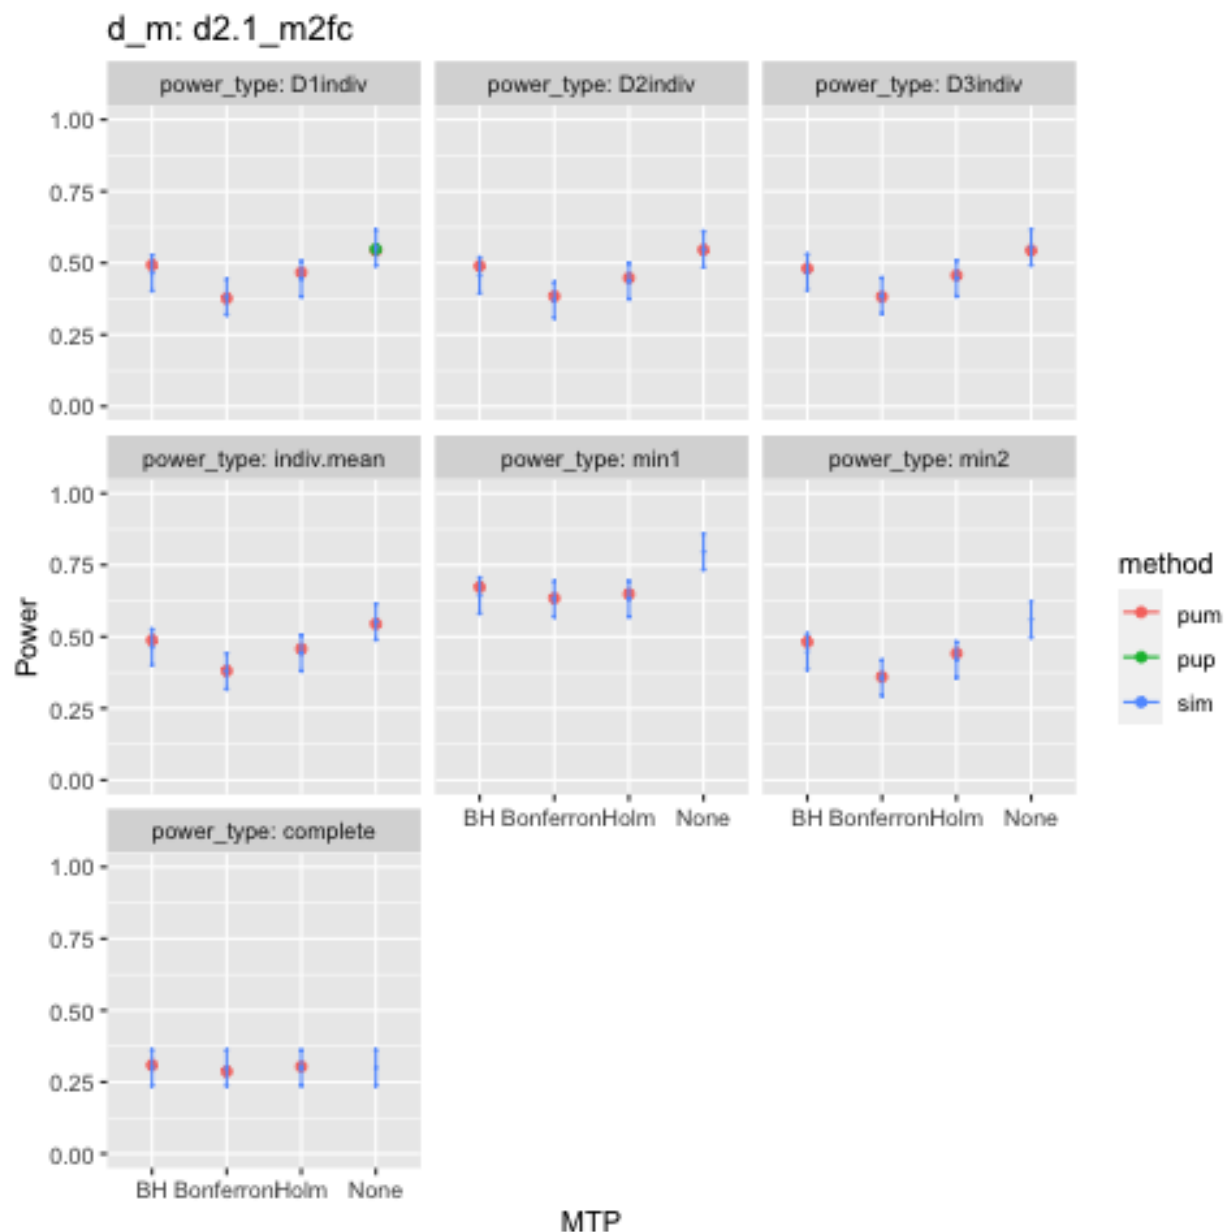 d_m: d2.1_m2fc
power_type: D1indiv
power_type: D2indiv
power_type: D3indiv
1.00
0.75
0.50
0.25
0.00
power_type: indiv.mean
power_type: min1
power_type: min2
1.00
0.75
0.50
0.25
0.00
BH BonferroniHolm None
BH BonferroniHolm None
power_type: complete
1.00
0.75
0.50
0.25
0.00
BH BonferroniHolm None
Power
MTP
method
pum
pup
sim